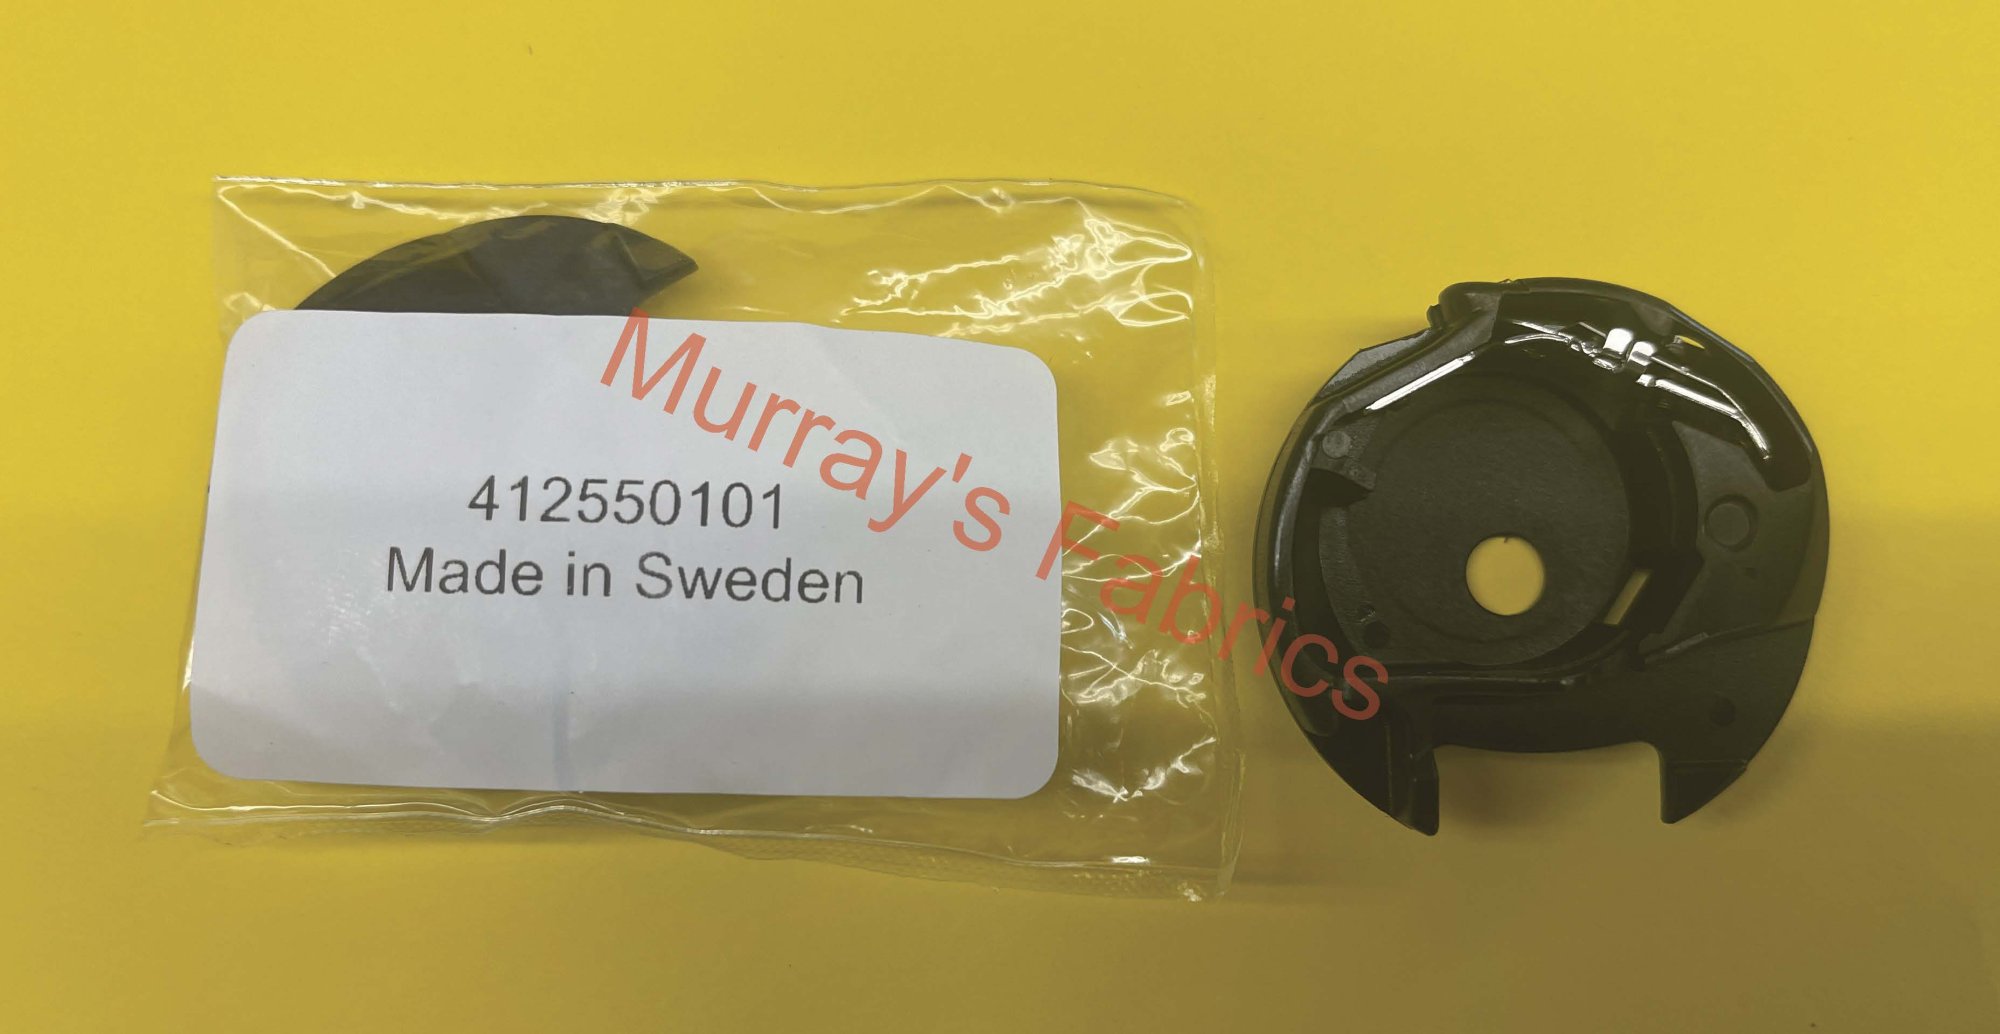 412550101
Made in Sweden
Murray's Fabrics